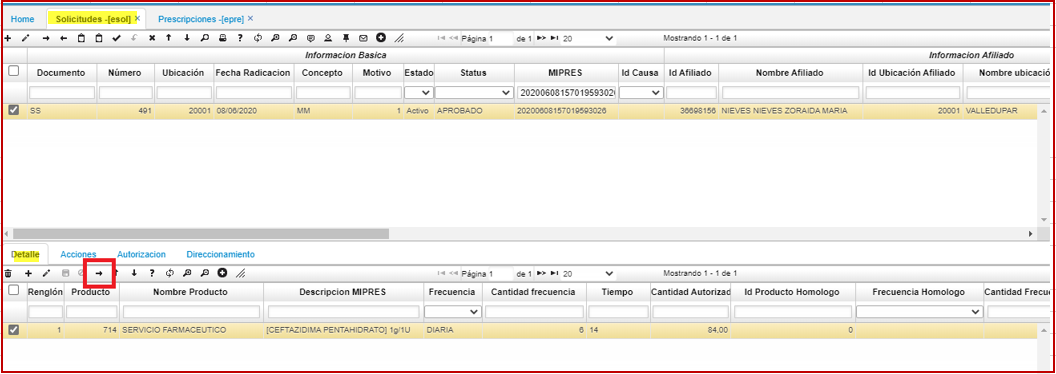 Home Solicitudes -[esol] × Prescripciones -[epre] ×
Página 1 de 1 20 Mostrando 1 - 1 de 1
Informacion Basica Informacion Afiliado
Documento Número Ubicación Fecha Radicacion Concepto Motivo Estado Status MIPRES Id Causa Id Afiliado Nombre Afiliado Id Ubicación Afiliado Nombre ubicació
20200608157019593026
SS 491 20001 08/06/2020 MM 1 Activo APROBADO 20200608157019593026 36698156 NIEVES NIEVES ZORAIDA MARIA 20001 VALLEDUPAR
Detalle Acciones Autorizacion Direccionamiento
Página 1 de 1 20 Mostrando 1 - 1 de 1
Renglón Producto Nombre Producto Descripcion MIPRES Frecuencia Cantidad frecuencia Tiempo Cantidad Autorizad Id Producto Homologo Frecuencia Homologo Cantidad Frecu
1 714 SERVICIO FARMACEUTICO [CEFTAZIDIMA PENTAHIDRATO] 1g/1U DIARIA 6 14 84,00 0